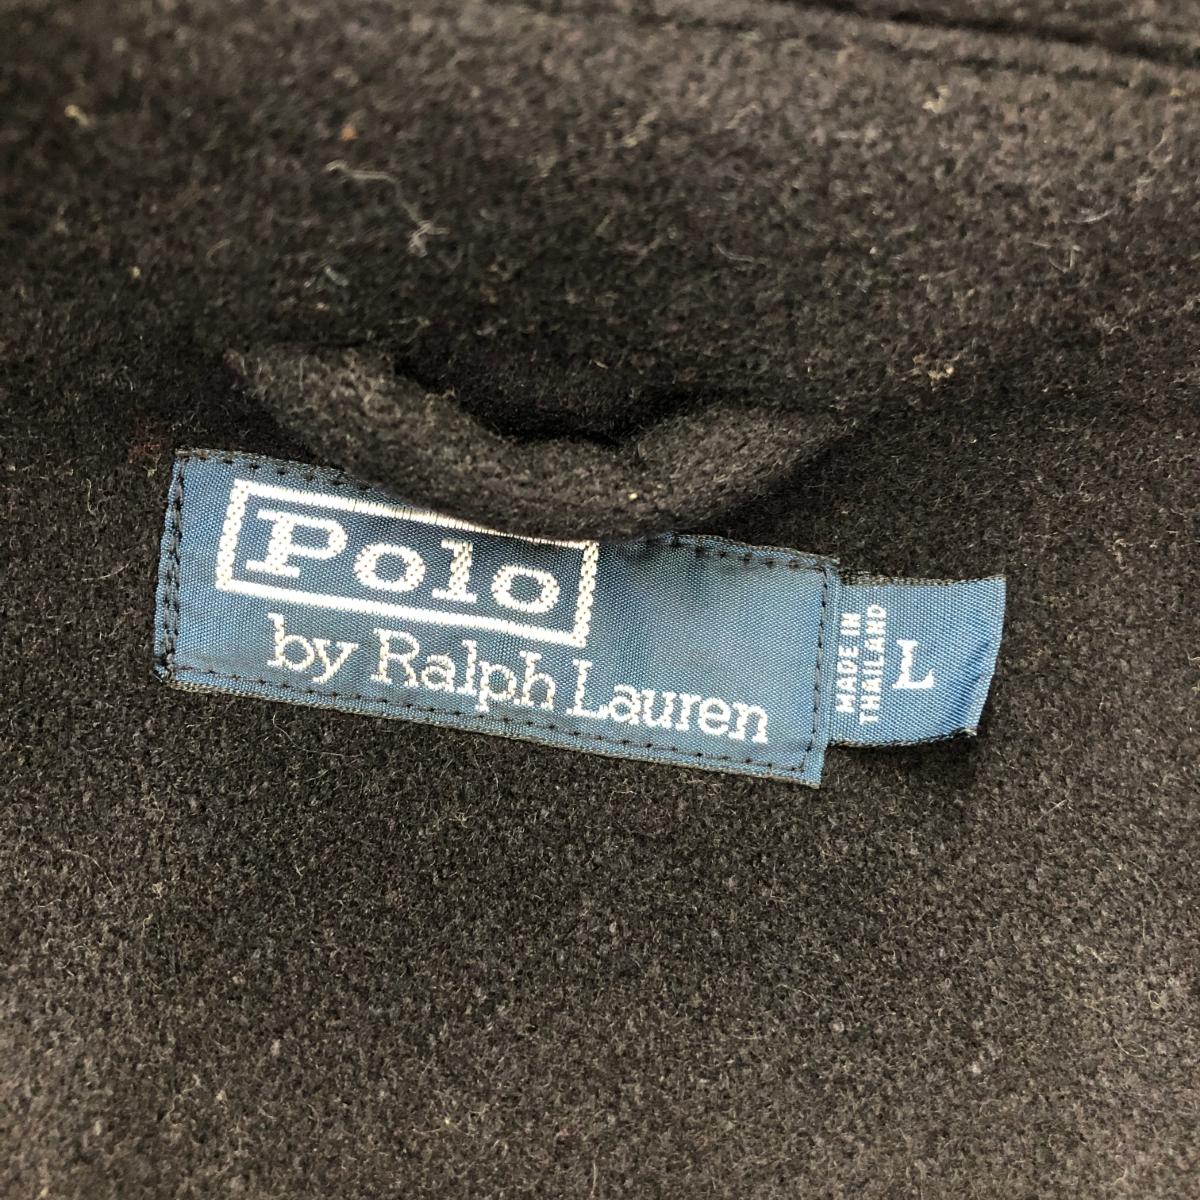 Polo
by Ralph Lauren
MADE IN
THAILAND
L